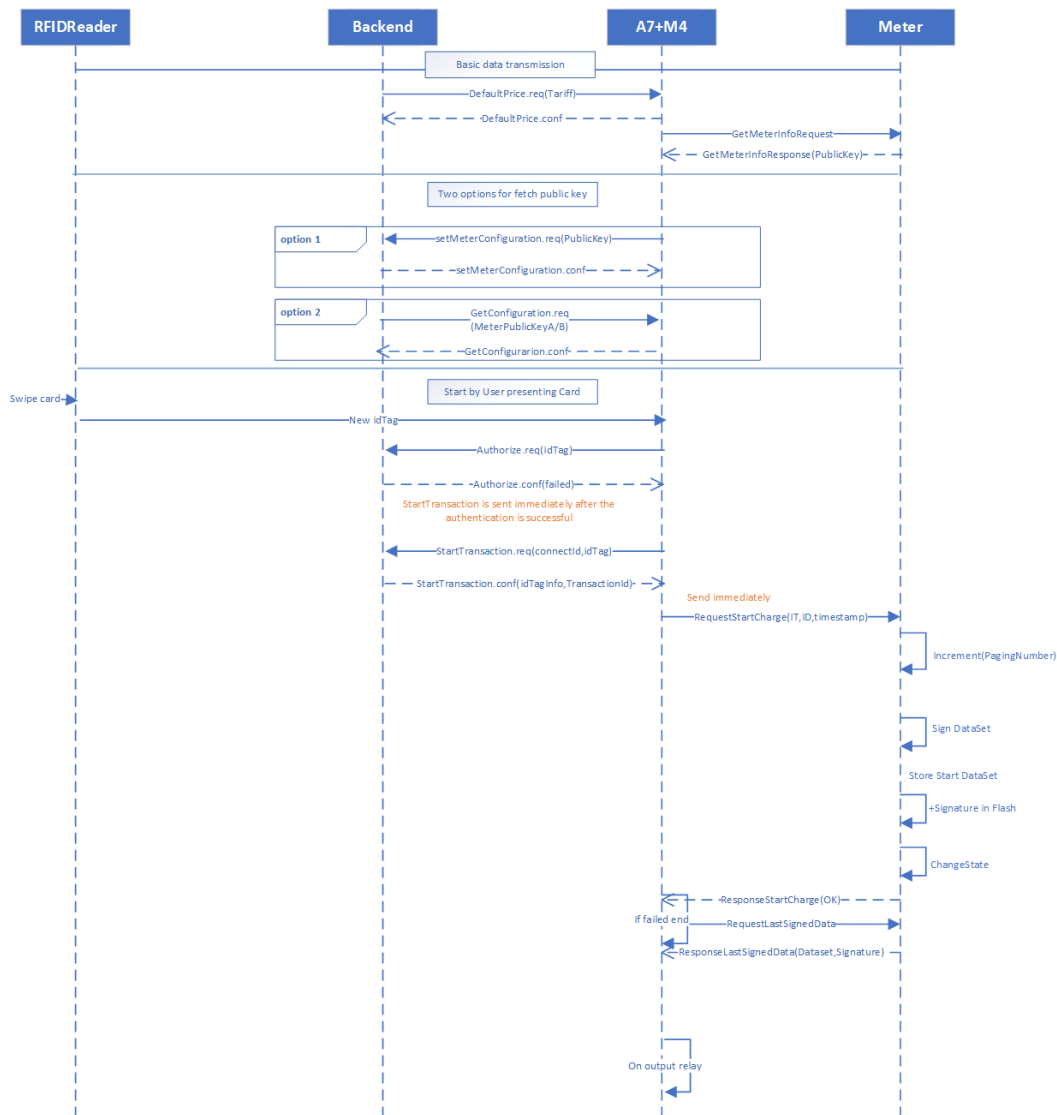 RFIDReader
Backend
A7+M4
Meter
Basic data transmission
DefaultPrice.req(Tariff)
DefaultPrice.conf
GetMeterInfoRequest
GetMeterInfoResponse(PublicKey)
Two options for fetch public key
option 1
setMeterConfiguration.req(PublicKey)
setMeterConfiguration.conf
option 2
GetConfiguration.req
(MeterPublicKeyA/B)
GetConfigurarion.conf
Start by User presenting Card
Swipe card
New idTag
Authorize.req(idTag)
Authorize.conf(failed)
StartTransaction is sent immediately after the
authentication is successful
StartTransaction.req(connectId,idTag)
StartTransaction.conf(idTagInfo,TransactionId)
Send immediately
RequestStartCharge(IT,ID,timestamp)
Increment(PagingNumber)
Sign DataSet
Store Start DataSet
+Signature in Flash
ChangeState
ResponseStartCharge(OK)
if failed end
RequestLastSignedData
ResponseLastSignedData(Dataset,Signature)
On output relay